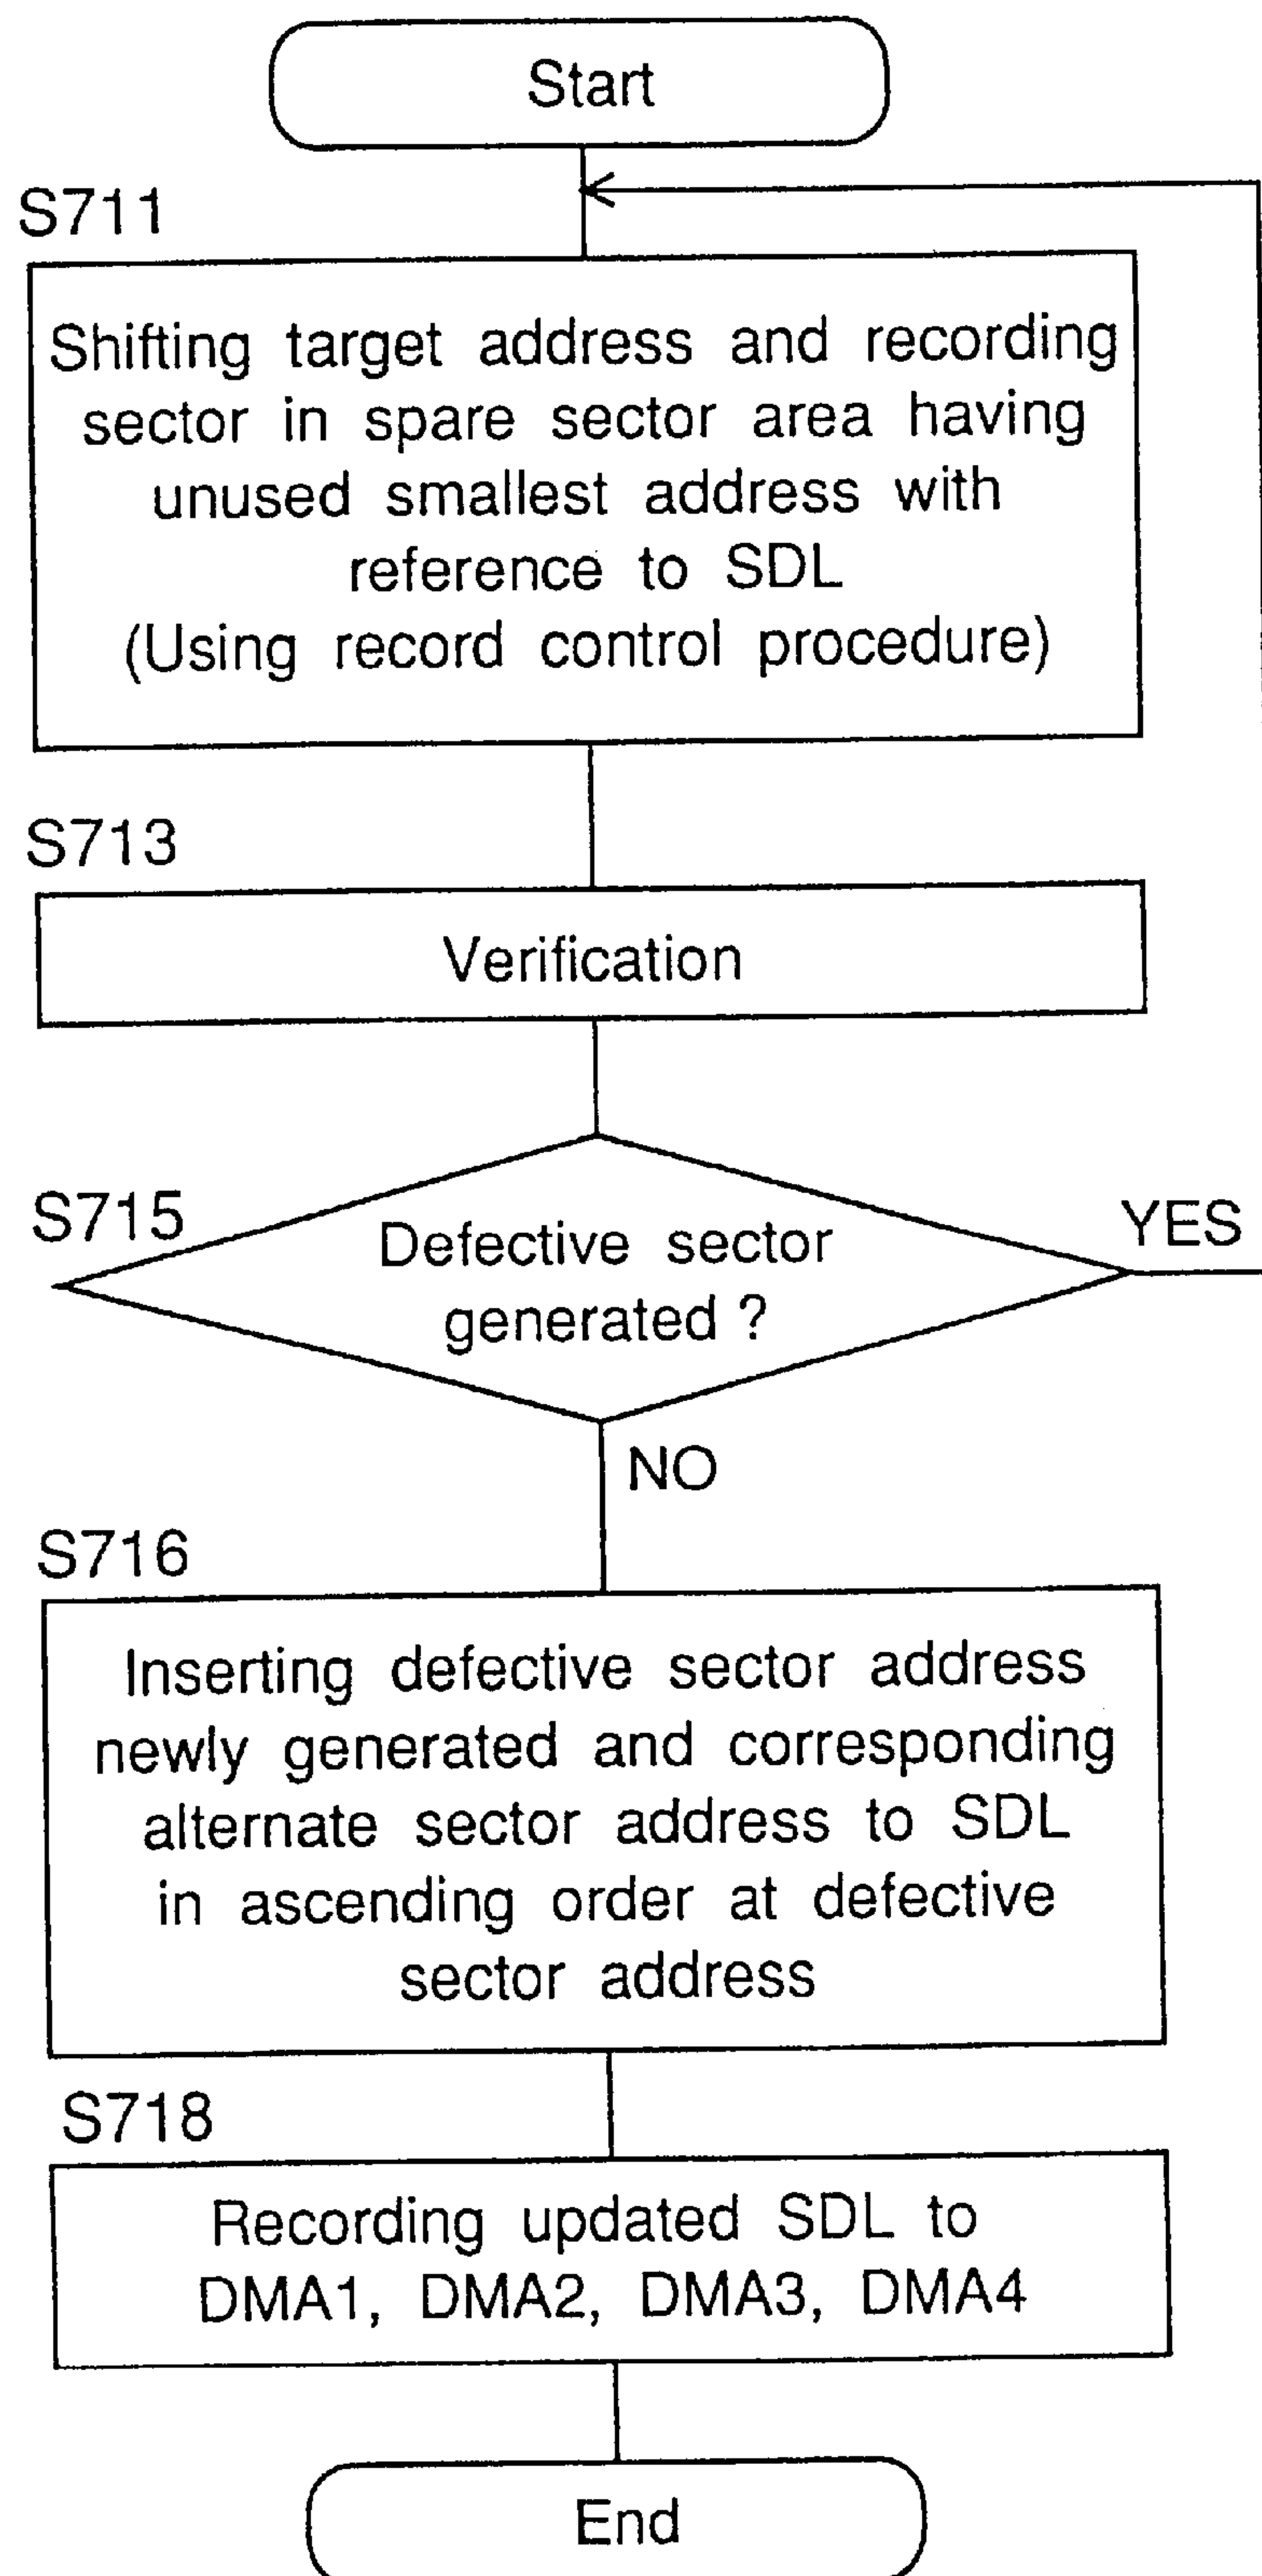 Start
S711
Shifting target address and recording
sector in spare sector area having
unused smallest address with
reference to SDL
(Using record control procedure)
S713
Verification
S715
Defective sector
generated ?
YES
NO
S716
Inserting defective sector address
newly generated and corresponding
alternate sector address to SDL
in ascending order at defective
sector address
S718
Recording updated SDL to
DMA1, DMA2, DMA3, DMA4
End